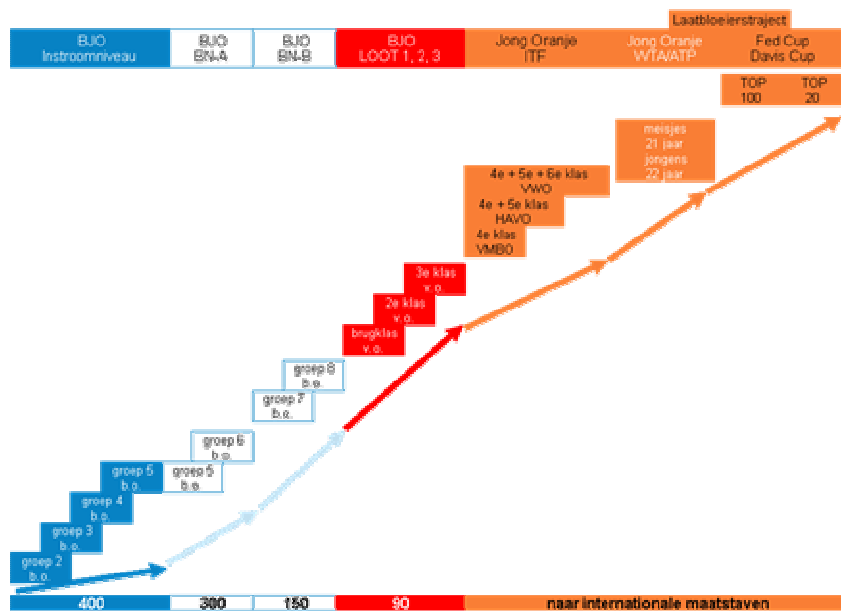 Laatbloeierstraject
BJO
Instroomniveau
BJO
BN-A
BJO
BN-B
BJO
LOOT 1, 2, 3
Jong Oranje
ITF
Jong Oranje
WTA/ATP
Fed Cup
Davis Cup
TOP
100
TOP
20
meisjes
21 jaar
jongens
22 jaar
4e + 5e + 6e klas
VWO
4e + 5e klas
HAVO
4e klas
VMBO
3e klas
v.o.
2e klas
v.o.
brugklas
v.o.
groep 8
b.o.
groep 7
b.o.
groep 6
b.o.
groep 5
b.o.
groep 5
b.o.
groep 4
b.o.
groep 3
b.o.
groep 2
b.o.
400
300
150
90
naar internationale maatstaven